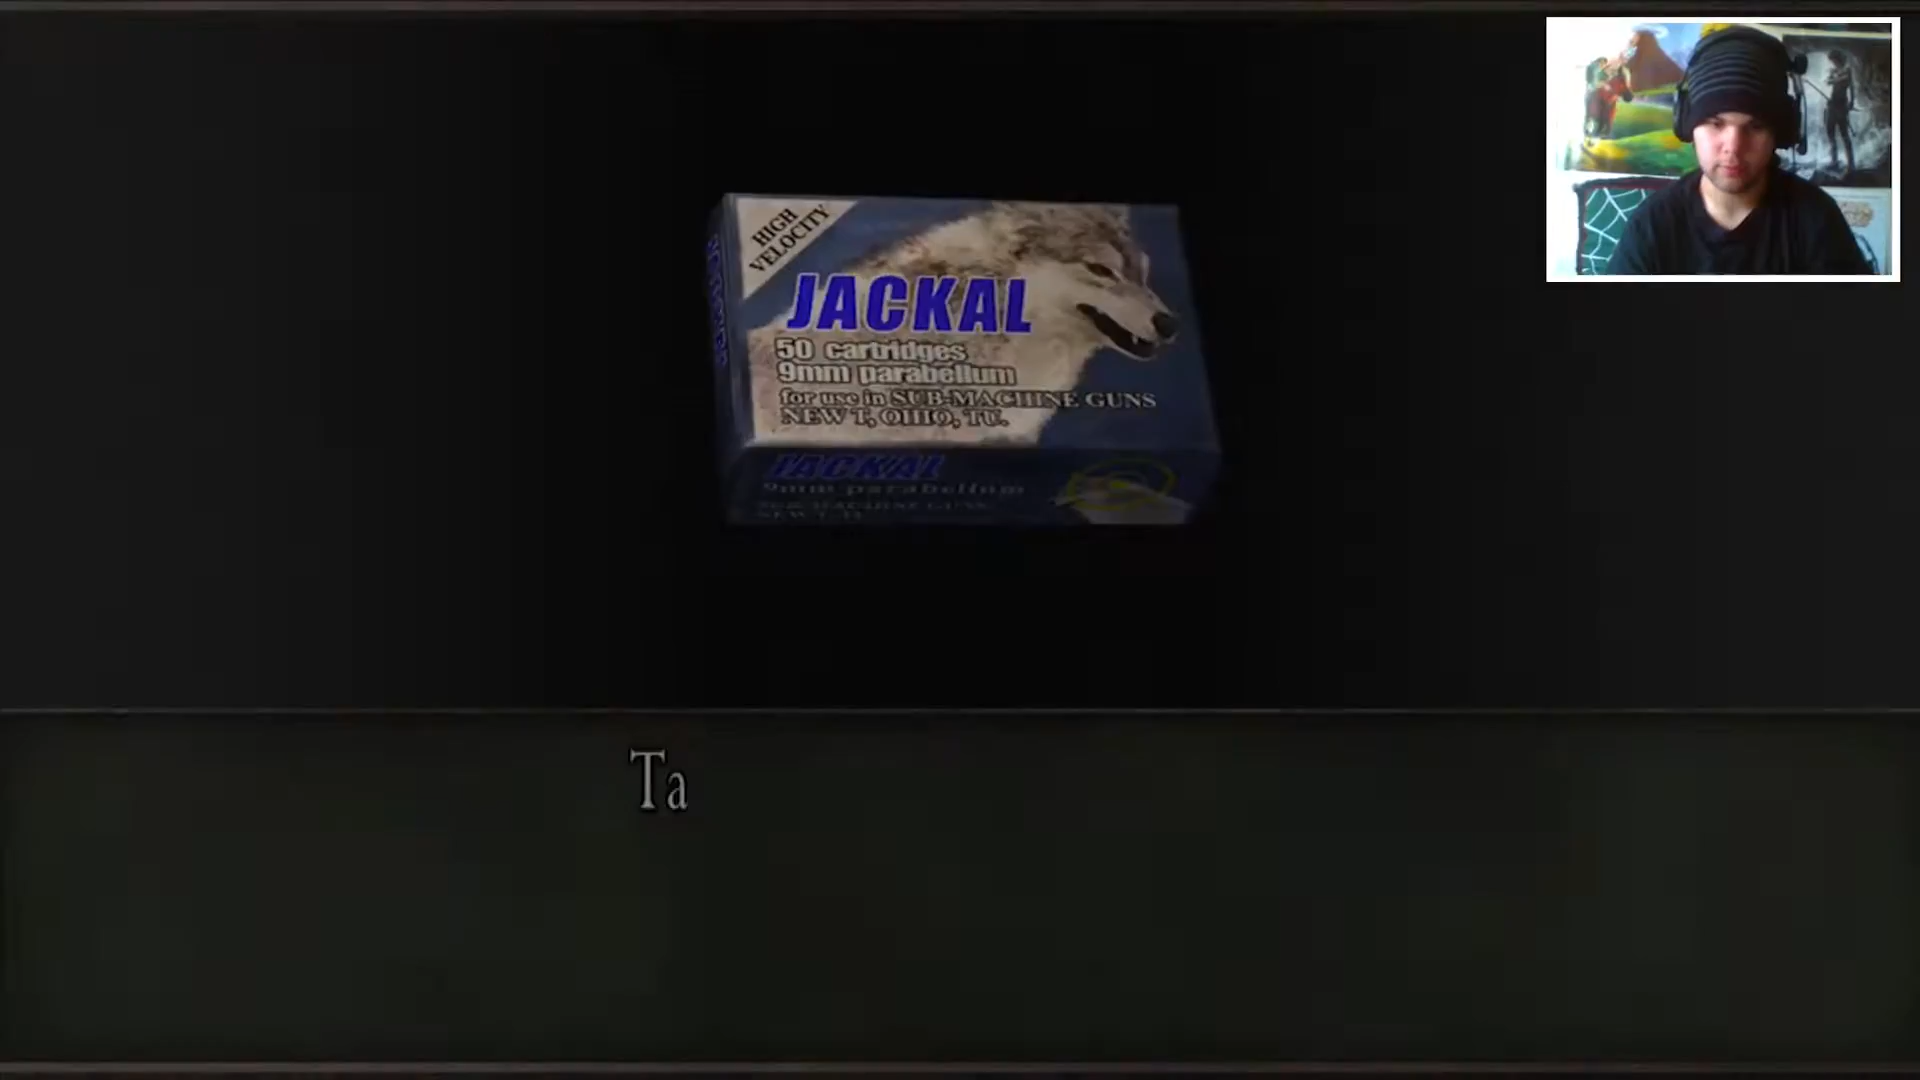 HIGH
VELOCITY
JACKAL
50 cartridges
9mm parabellum
for use in SUB-MACHINE GUNS
NEW T, OHIO, TU.
JACKAL
9mm parabellum
Ta